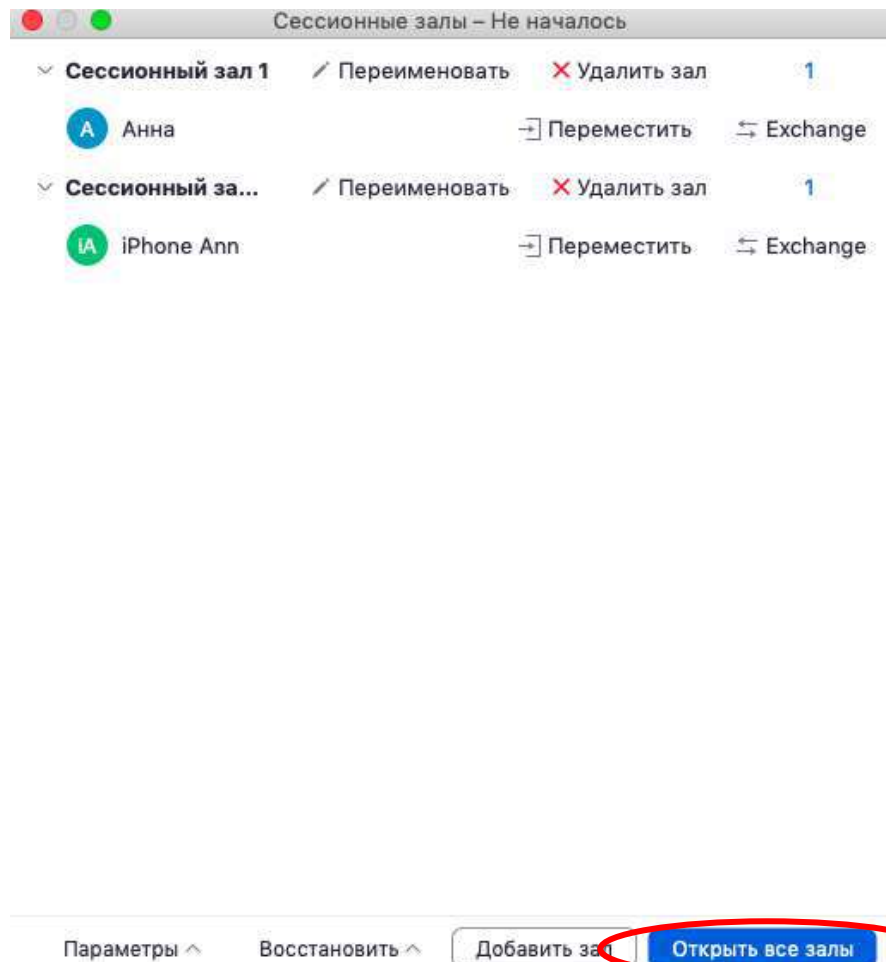 Сессионные залы – Не началось
Сессионный зал 1 Переименовать Удалить зал 1
А Анна Переместить Exchange
Сессионный за... Переименовать Удалить зал 1
iA iPhone Ann Переместить Exchange
Параметры Восстановить Добавить зал Открыть все залы